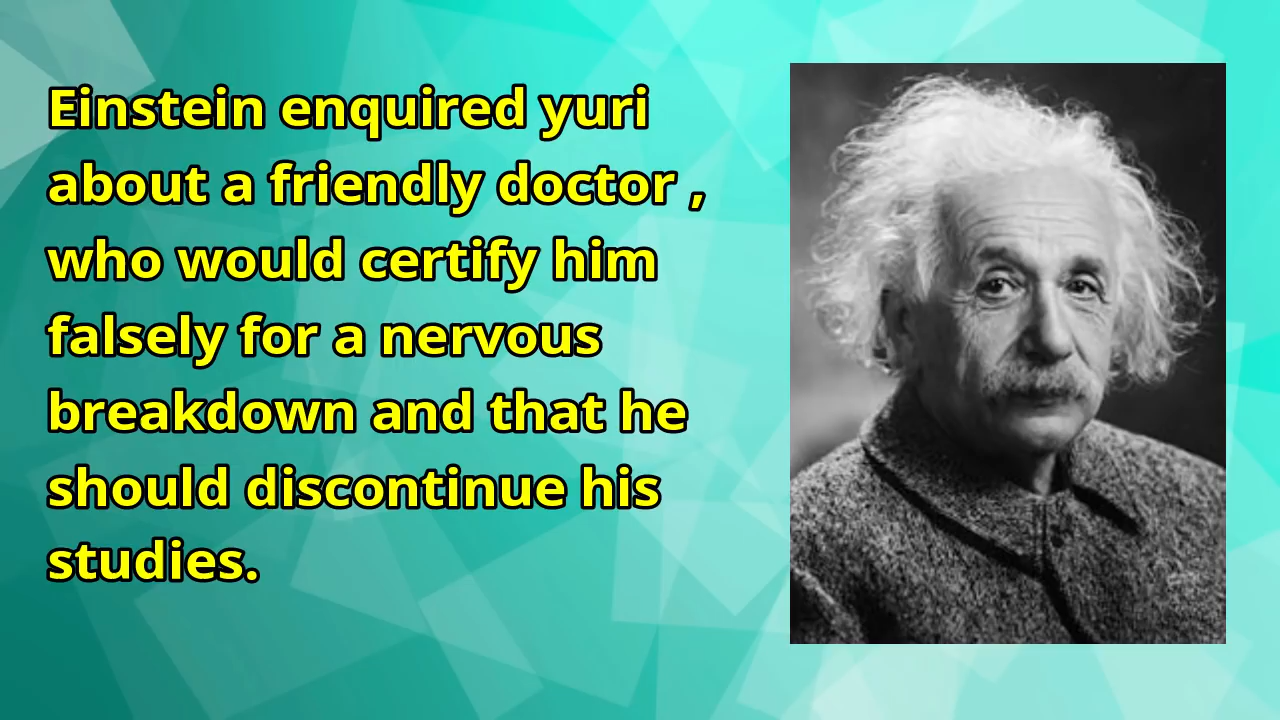 Einstein enquired yuri
about a friendly doctor ,
who would certify him
falsely for a nervous
breakdown and that he
should discontinue his
studies.